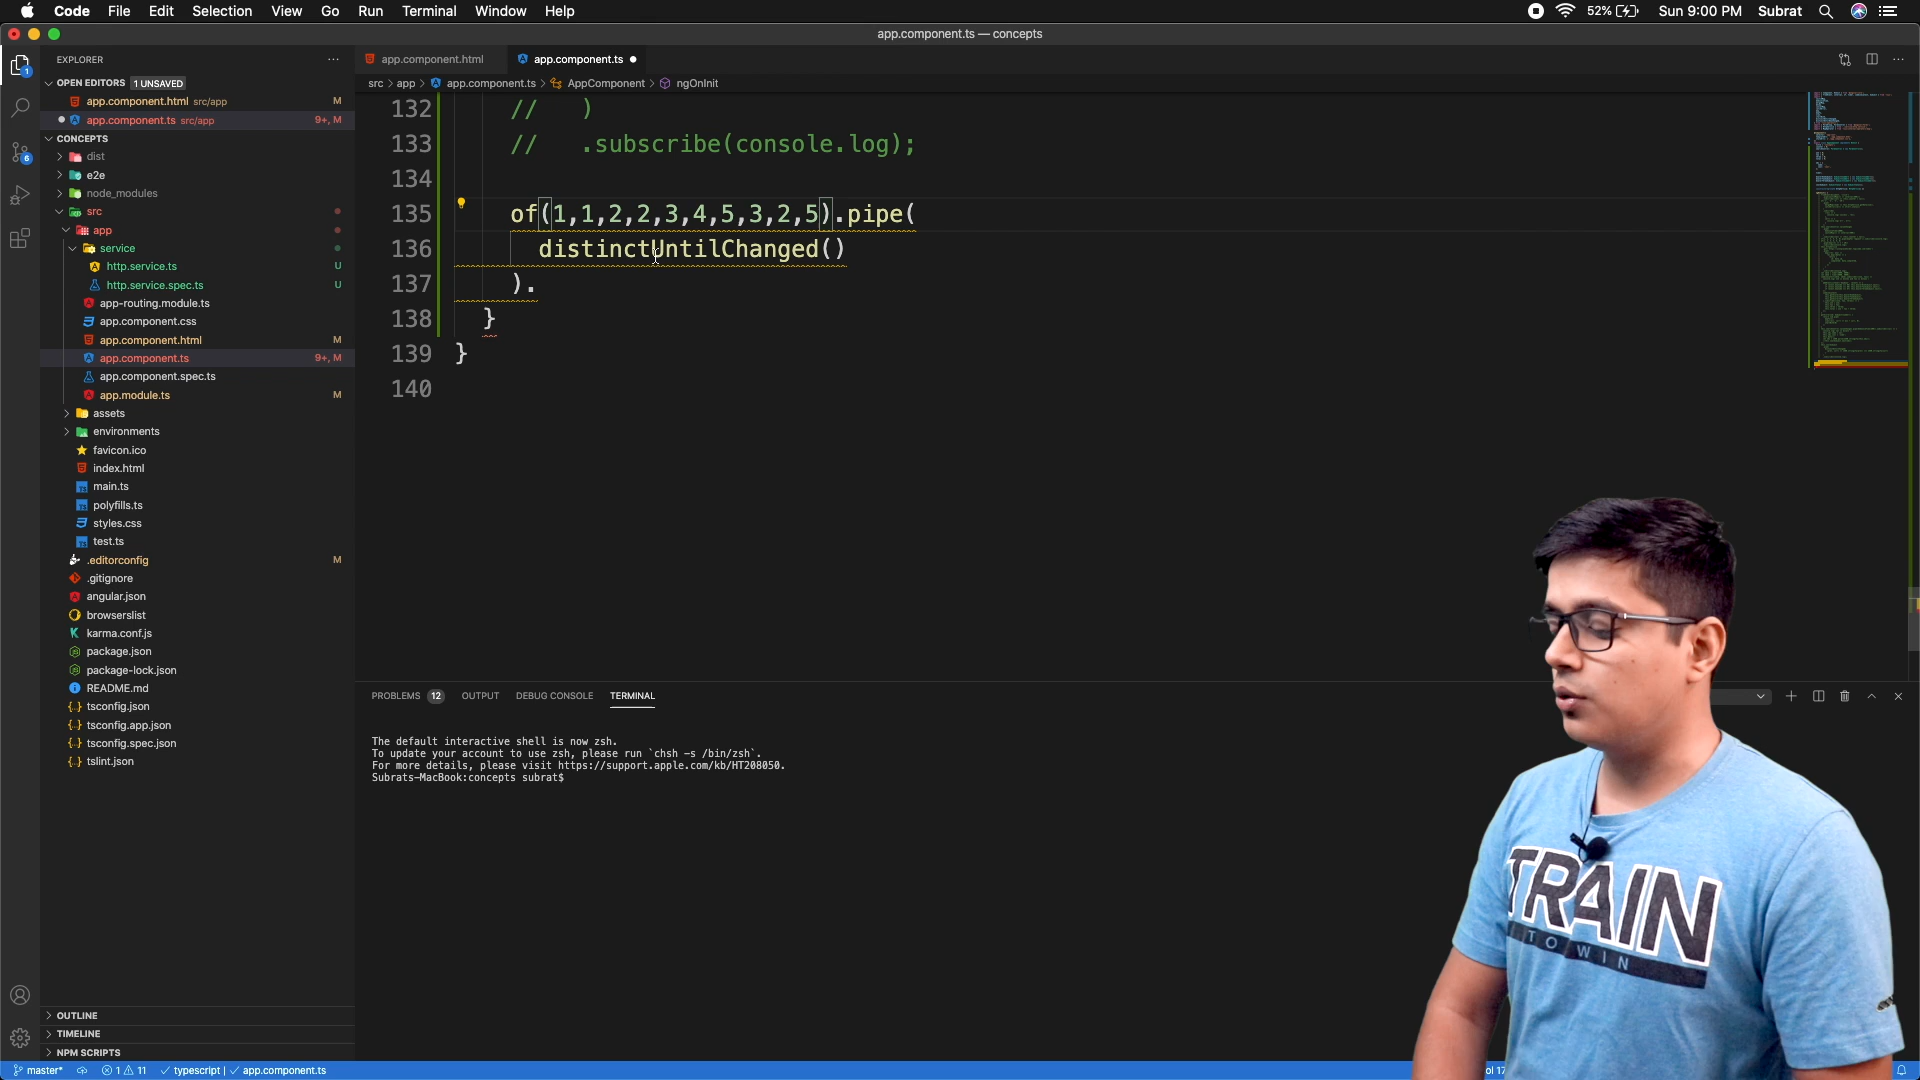 Code File Edit Selection View Go Run Terminal Window Help 52% Sun 9:00 PM Subrat
app.component.ts — concepts
EXPLORER
OPEN EDITORS 1 UNSAVED
app.component.html src/app M
app.component.ts src/app 9+, M
CONCEPTS
dist
e2e
node_modules
src
app
service
http.service.ts U
http.service.spec.ts U
app-routing.module.ts
app.component.css
app.component.html M
app.component.ts 9+, M
app.component.spec.ts
app.module.ts M
assets
environments
favicon.ico
index.html
main.ts
polyfills.ts
styles.css
test.ts
.editorconfig M
.gitignore
angular.json
browserslist
karma.conf.js
package.json
package-lock.json
README.md
tsconfig.json
tsconfig.app.json
tsconfig.spec.json
tslint.json
OUTLINE
TIMELINE
NPM SCRIPTS
app.component.html app.component.ts
src > app > app.component.ts > AppComponent > ngOnInit
132 // )
133 // .subscribe(console.log);
134
135 of(1,1,2,2,3,4,5,3,2,5).pipe(
136 distinctUntilChanged()
137 ).
138 }
139 }
140
PROBLEMS 12 OUTPUT DEBUG CONSOLE TERMINAL
The default interactive shell is now zsh.
To update your account to use zsh, please run `chsh -s /bin/zsh`.
For more details, please visit https://support.apple.com/kb/HT208050.
Subrats-MacBook:concepts subrat$
TRAIN
TO WIN
master* 1 11 typescript | app.component.ts